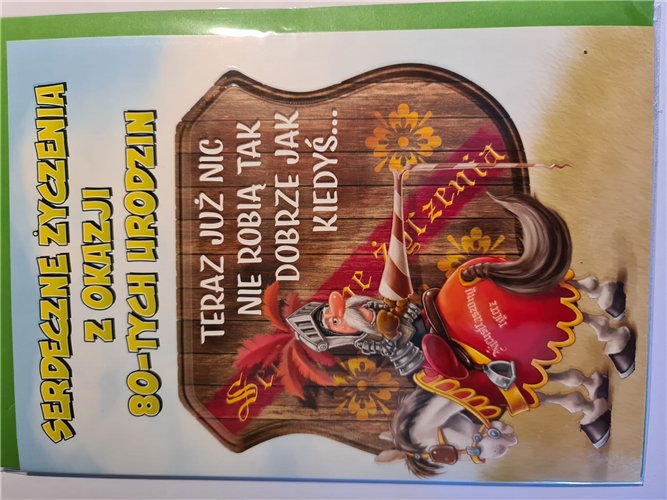 SERDECZNE ŻYCZENIA
Z OKAZJI
80-TYCH URODZIN
TERAZ JUŻ NIC
NIE ROBIĄ TAK
DOBRZE JAK
KIEDYŚ...